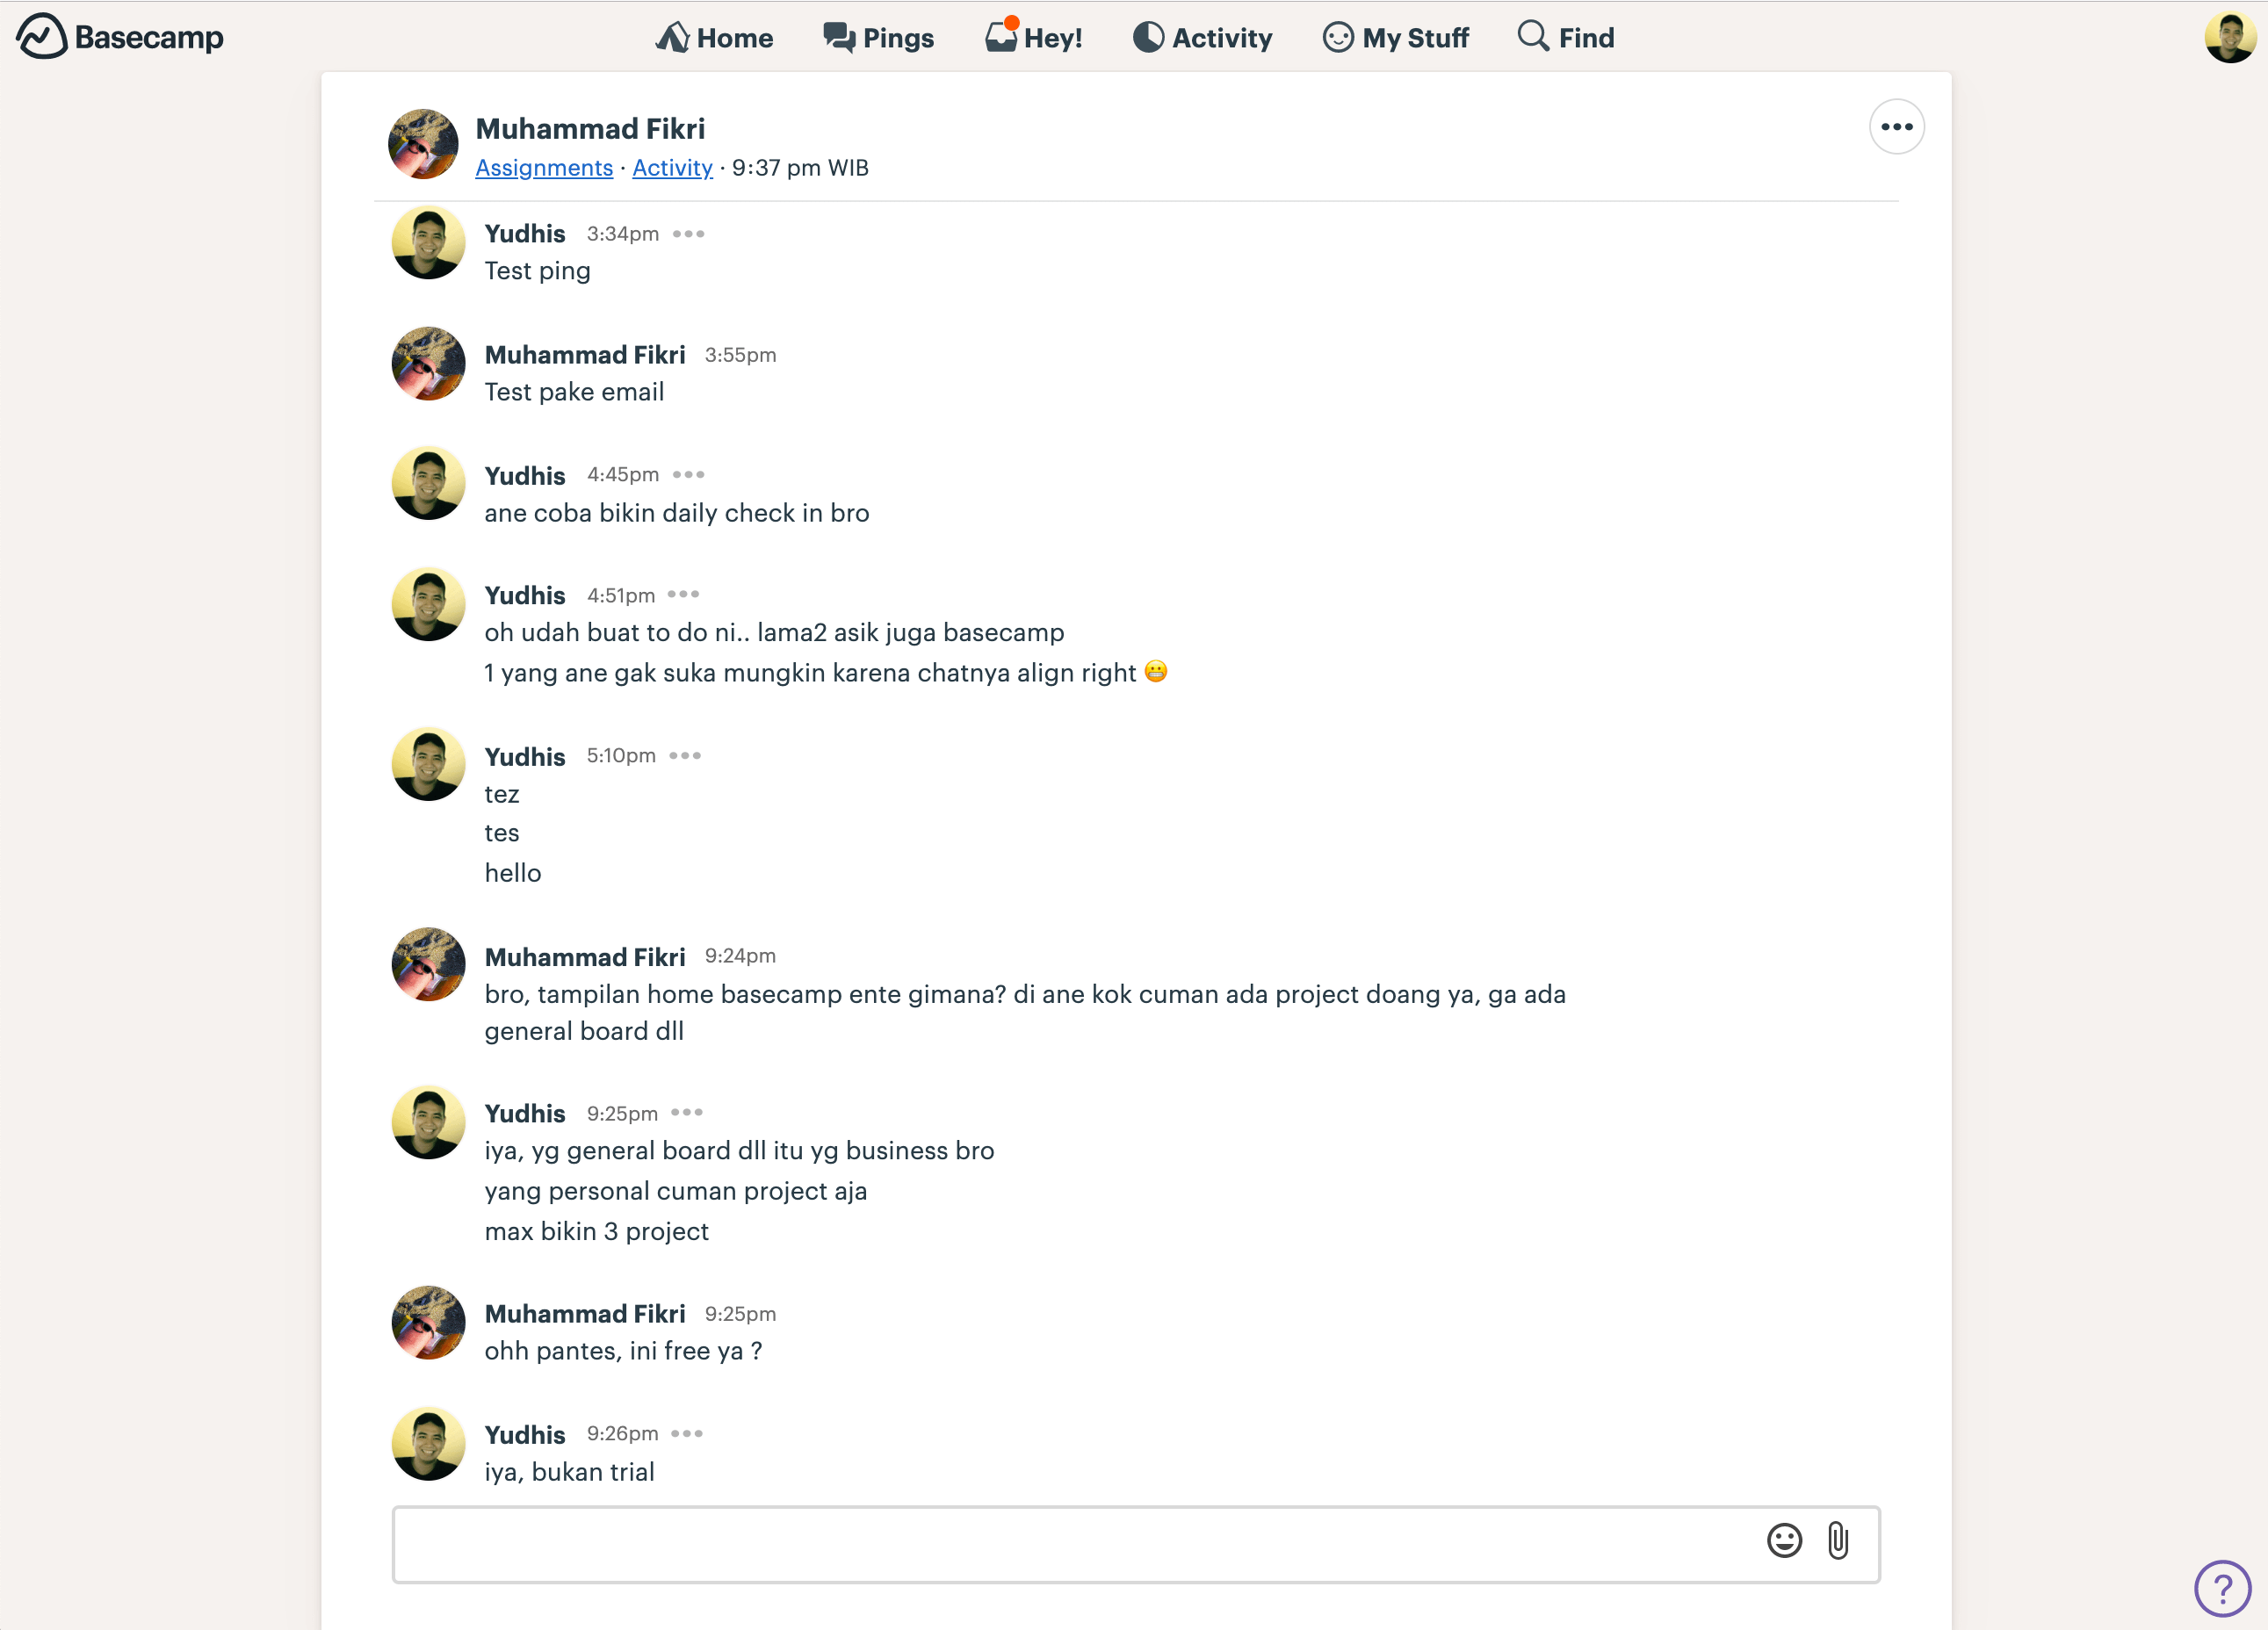 Basecamp
Home Pings Hey! Activity My Stuff Find
Muhammad Fikri
Assignments · Activity · 9:37 pm WIB
Yudhis 3:34pm
Test ping
Muhammad Fikri 3:55pm
Test pake email
Yudhis 4:45pm
ane coba bikin daily check in bro
Yudhis 4:51pm
oh udah buat to do ni.. lama2 asik juga basecamp
1 yang ane gak suka mungkin karena chatnya align right 😬
Yudhis 5:10pm
tez
tes
hello
Muhammad Fikri 9:24pm
bro, tampilan home basecamp ente gimana? di ane kok cuman ada project doang ya, ga ada
general board dll
Yudhis 9:25pm
iya, yg general board dll itu yg business bro
yang personal cuman project aja
max bikin 3 project
Muhammad Fikri 9:25pm
ohh pantes, ini free ya ?
Yudhis 9:26pm
iya, bukan trial
?